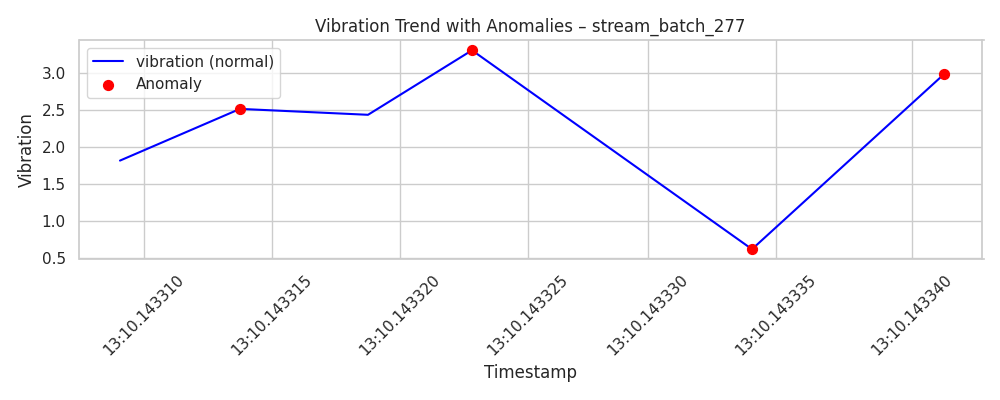 Vibration Trend with Anomalies – stream_batch_277
vibration (normal)
Anomaly
Vibration
3.0
2.5
2.0
1.5
1.0
0.5
13:10.143310
13:10.143315
13:10.143320
13:10.143325
13:10.143330
13:10.143335
13:10.143340
Timestamp